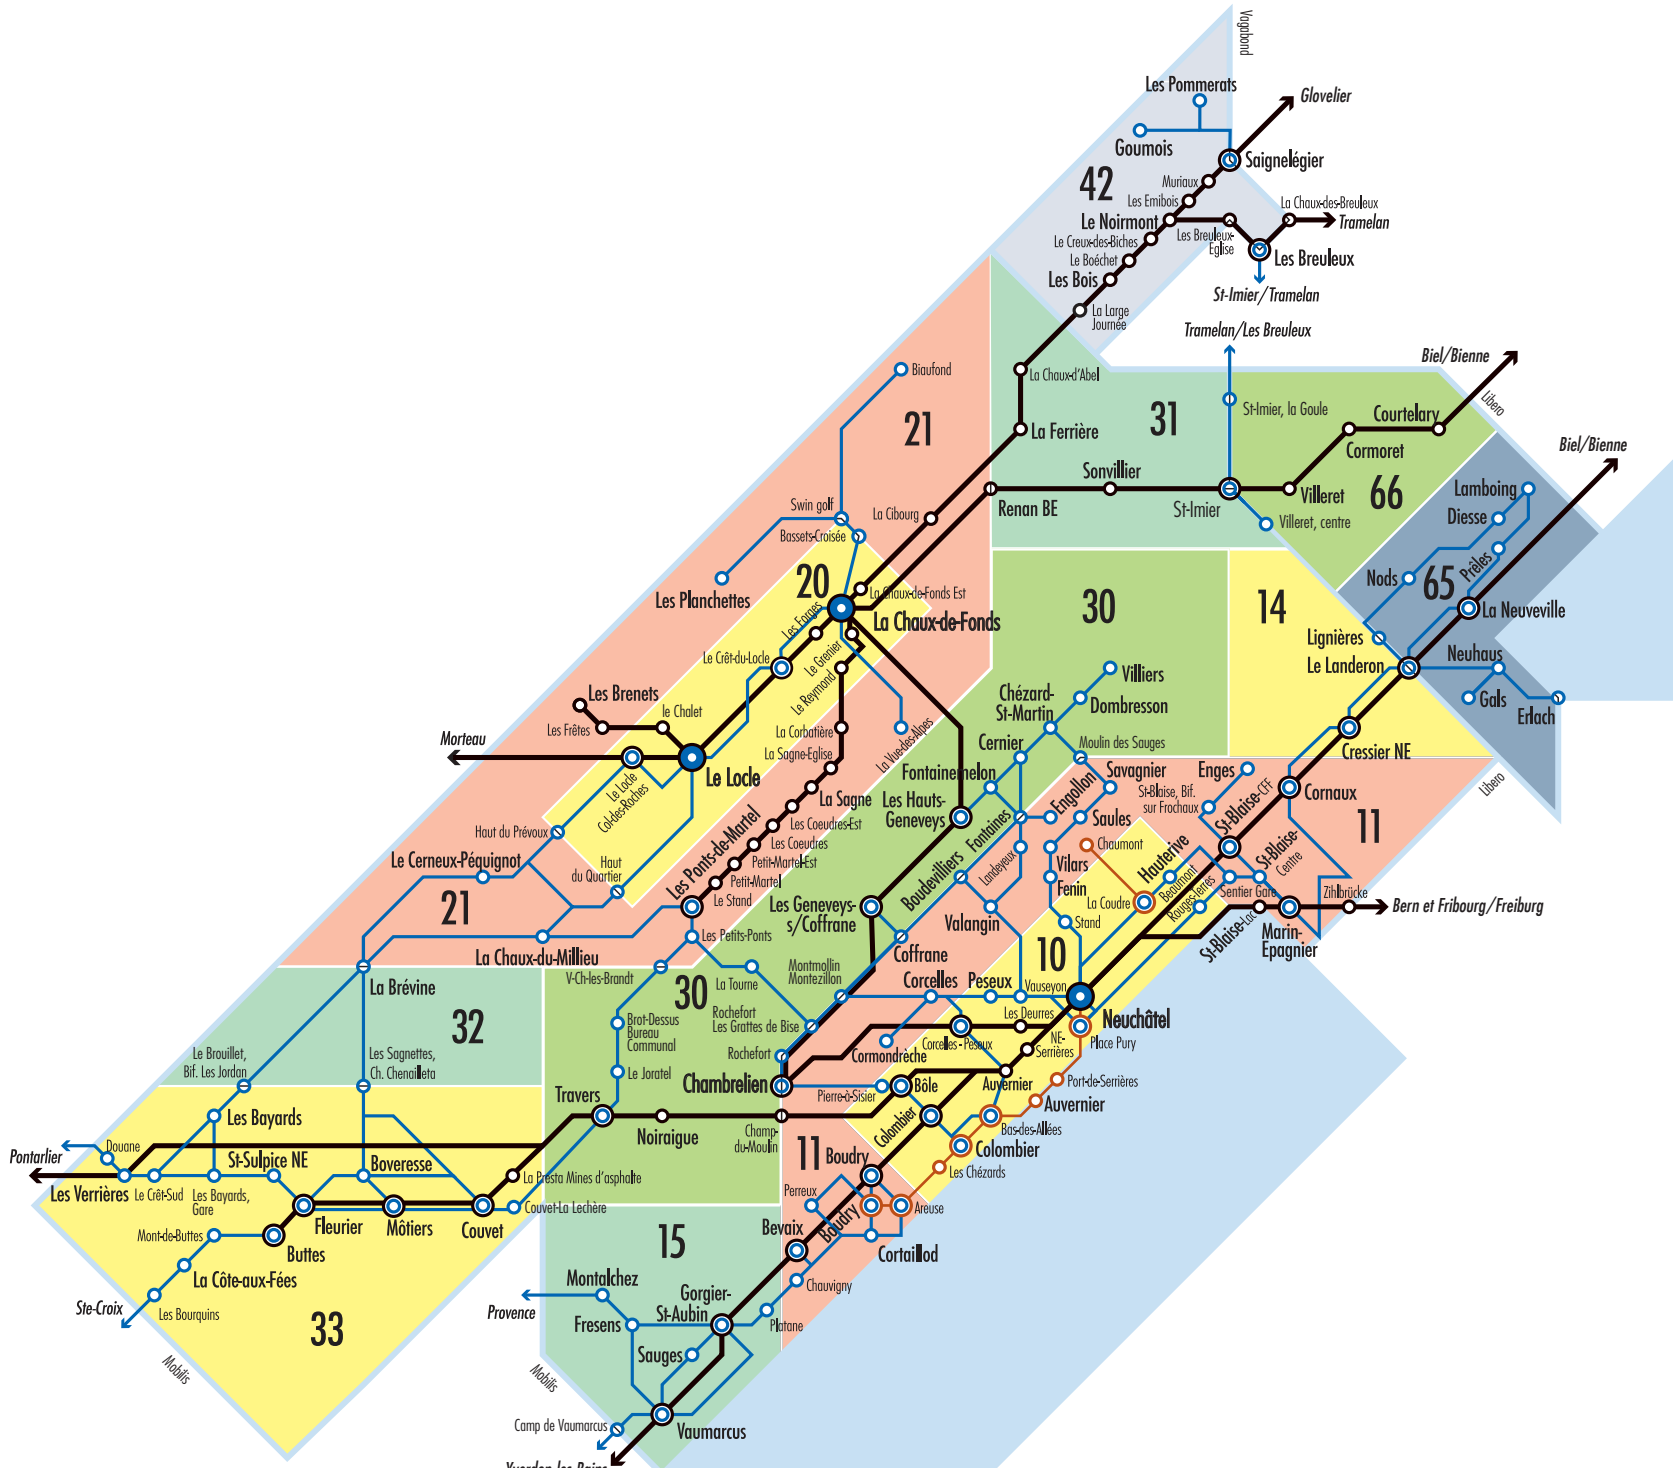 Vagabond
Les Pommerats
Glovelier
Goumois
Saignelégier
42
Muriaux
Les Emibois
La Chaux-des-Breuleux
Le Noirmont
Tramelan
Le Creux-des-Biches
Les Breuleux-
Eglise
Le Boéchet
Les Breuleux
Les Bois
St-Imier/Tramelan
La Large
Journée
Tramelan/Les Breuleux
Biel/Bienne
Biaufond
La Chaux-d'Abel
Libero
21
31
St-Imier, la Goule
Courtelary
La Ferrière
Cormoret
Biel/Bienne
Sonvillier
Villeret
66
Lamboing
Swin golf
La Cibourg
Renan BE
St-Imier
Diesse
Bassets-Croisée
Villeret, centre
Prêles
20
Nods
65
Les Planchettes
La Chaux-de-Fonds Est
30
14
La Neuveville
Les Forges
La Chaux-de-Fonds
Lignières
Le Crêt-du-Locle
Le Grenier
Le Landeron
Neuhaus
Le Reymond
Villiers
Les Brenets
Chézard-
St-Martin
Dombresson
Gals
Erlach
le Chalet
Les Frêtes
La Corbatière
Morteau
La Vue-des-Alpes
Cernier
Moulin des Sauges
Cressier NE
La Sagne-Eglise
Le Locle
Fontainemelon
Savagnier
Enges
Le Locle
Col-des-Roches
Engollon
St-Blaise, Bif.
sur Frochaux
Libero
La Sagne
Les Hauts-
Geneveys
St-Blaise-CFF
Cornaux
Les Coeudres-Est
Fontaines
Saules
11
Haut du Prévoux
Les Coeudres
Chaumont
Le Cerneux-Péquignot
Les Ponts-de-Martel
Petit-Martel-Est
Boudevilliers
Landeyeux
Vilars
Hauterive
St-Blaise-
Centre
Haut
du Quartier
Petit-Martel
Fenin
Beaumont
Le Stand
La Coudre
Rouges-Terres
Sentier Gare
Zihlbrücke
21
Les Geneveys-
s/Coffrane
Valangin
Stand
St-Blaise-Lac
Bern et Fribourg/Freiburg
Marin-
Epagnier
Les Petits-Ponts
La Chaux-du-Milieu
Coffrane
10
V-Ch-les-Brandt
La Tourne
Montmollin
Montezillon
Corcelles
Peseux
Vauseyon
La Brévine
30
Rochefort
Les Grattes de Bise
Les Deurres
Neuchâtel
32
Brot-Dessus
Bureau
Communal
Place Pury
Le Brouillet,
Bif. Les Jordan
Les Sagnettes,
Ch. Chenailleta
Rochefort
Cormondrèche
Corcelles - Peseux
NE-
Serrières
Le Joratel
Chambrelien
Bôle
Auvernier
Port-de-Serrières
Travers
Pierre-à-Sisier
Auvernier
Les Bayards
Colombier
Bas-des-Allées
Noiraigue
Champ-
du-Moulin
Douane
Pontarlier
St-Sulpice NE
Boveresse
11
Boudry
Colombier
La Presta Mines d'asphalte
Les Chézards
Les Verrières
Le Crêt-Sud
Les Bayards,
Gare
Perreux
Couvet-La Lechère
Areuse
Fleurier
Môtiers
Couvet
Boudry
Mont-de-Buttes
Bevaix
15
Buttes
Cortaillod
La Côte-aux-Fées
Montalchez
Chauvigny
Ste-Croix
Les Bourquins
Provence
Gorgier-
St-Aubin
33
Fresens
Platane
Sauges
Mobilis
Mobilis
Camp de Vaumarcus
Vaumarcus
Yverdon-les-Bains